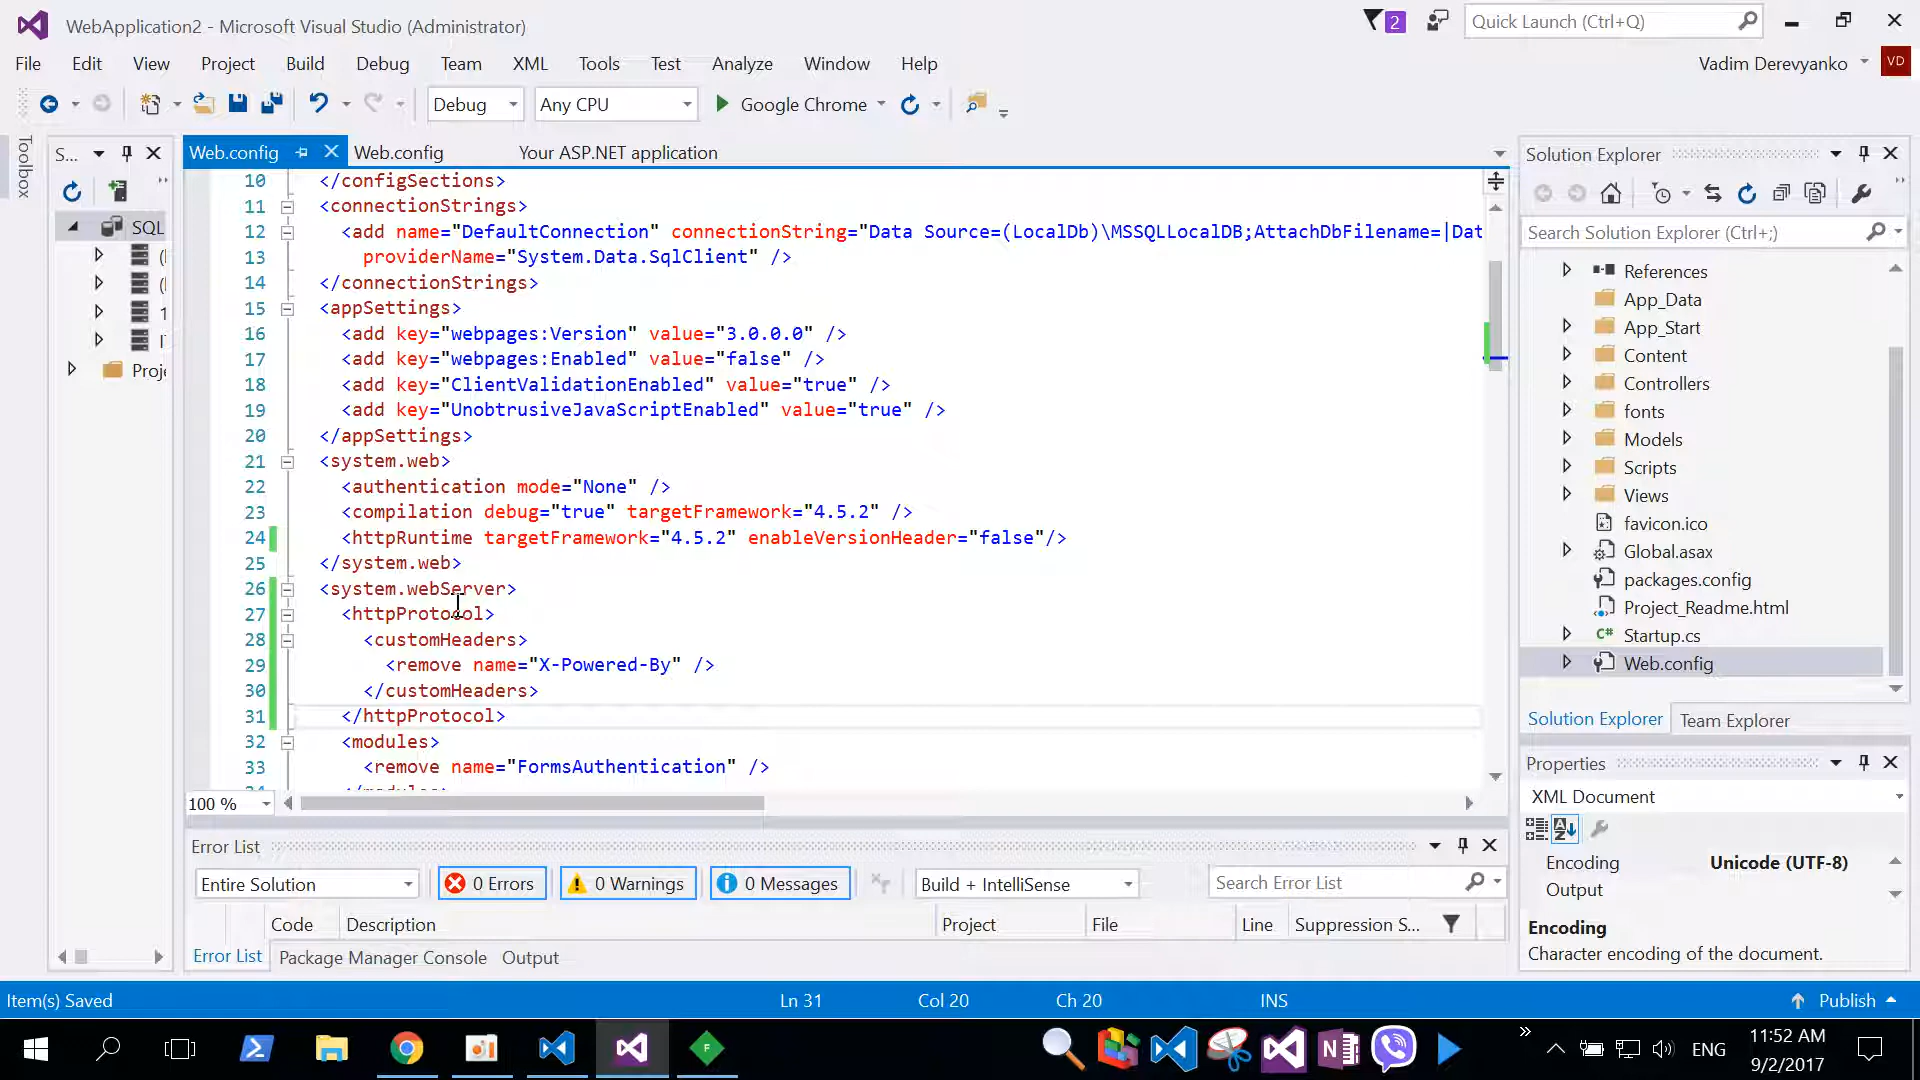 WebApplication2 - Microsoft Visual Studio (Administrator)
2
Quick Launch (Ctrl+Q)
File Edit View Project Build Debug Team XML Tools Test Analyze Window Help
Vadim Derevyanko
VD
Debug
Any CPU
Google Chrome
Toolbox
S...
SQL
Proje
Web.config
Web.config
Your ASP.NET application
10 </configSections>
11 <connectionStrings>
12 <add name="DefaultConnection" connectionString="Data Source=(LocalDb)\MSSQLLocalDB;AttachDbFilename=|Dat
13 providerName="System.Data.SqlClient" />
14 </connectionStrings>
15 <appSettings>
16 <add key="webpages:Version" value="3.0.0.0" />
17 <add key="webpages:Enabled" value="false" />
18 <add key="ClientValidationEnabled" value="true" />
19 <add key="UnobtrusiveJavaScriptEnabled" value="true" />
20 </appSettings>
21 <system.web>
22 <authentication mode="None" />
23 <compilation debug="true" targetFramework="4.5.2" />
24 <httpRuntime targetFramework="4.5.2" enableVersionHeader="false"/>
25 </system.web>
26 <system.webServer>
27 <httpProtocol>
28 <customHeaders>
29 <remove name="X-Powered-By" />
30 </customHeaders>
31 </httpProtocol>
32 <modules>
33 <remove name="FormsAuthentication" />
100 %
Solution Explorer
Search Solution Explorer (Ctrl+;)
References
App_Data
App_Start
Content
Controllers
fonts
Models
Scripts
Views
favicon.ico
Global.asax
packages.config
Project_Readme.html
Startup.cs
Web.config
Solution Explorer
Team Explorer
Properties
XML Document
Encoding Unicode (UTF-8)
Output
Encoding
Character encoding of the document.
Error List
Entire Solution
0 Errors
0 Warnings
0 Messages
Build + IntelliSense
Search Error List
Code Description Project File Line Suppression S...
Error List
Package Manager Console
Output
Item(s) Saved
Ln 31
Col 20
Ch 20
INS
Publish
ENG
11:52 AM
9/2/2017